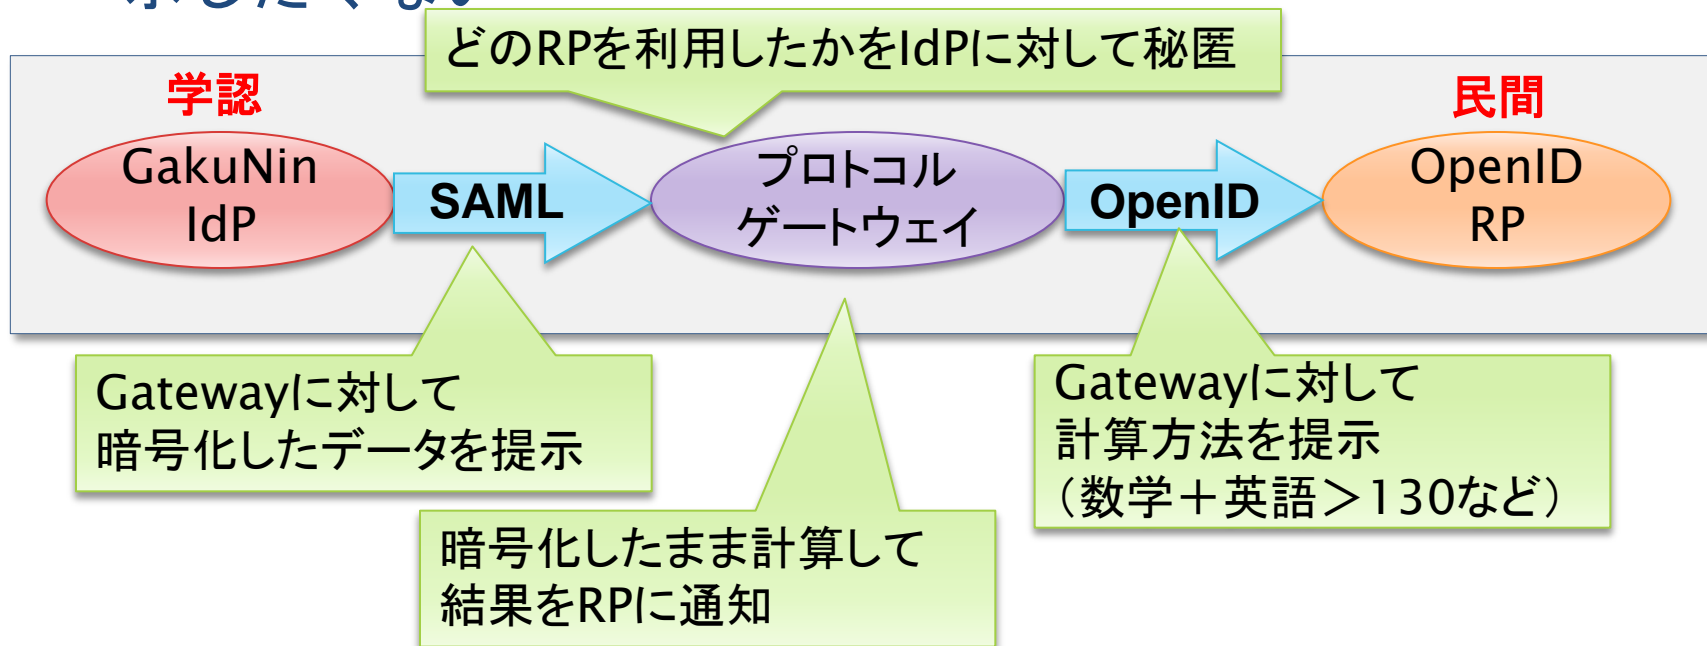 どのRPを利用したかをIdPに対して秘匿
学認
民間
GakuNin
IdP
SAML
プロトコル
ゲートウェイ
OpenID
OpenID
RP
Gatewayに対して
暗号化したデータを提示
Gatewayに対して
計算方法を提示
（数学＋英語＞130など）
暗号化したまま計算して
結果をRPに通知